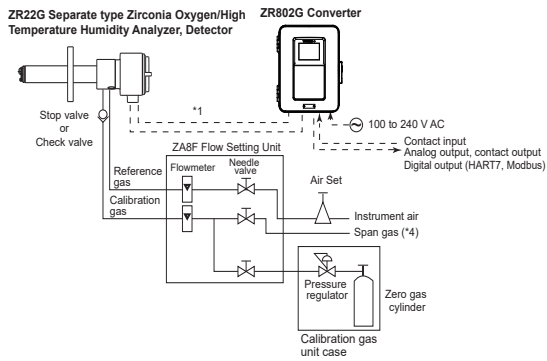 ZR22G Separate type Zirconia Oxygen/High
Temperature Humidity Analyzer, Detector
ZR802G Converter
*1
Stop valve
or
Check valve
100 to 240 V AC
Contact input
Analog output, contact output
Digital output (HART7, Modbus)
ZA8F Flow Setting Unit
Reference
gas
Flowmeter
Needle
valve
Air Set
Calibration
gas
Instrument air
Span gas (*4)
Pressure
regulator
Zero gas
cylinder
Calibration gas
unit case